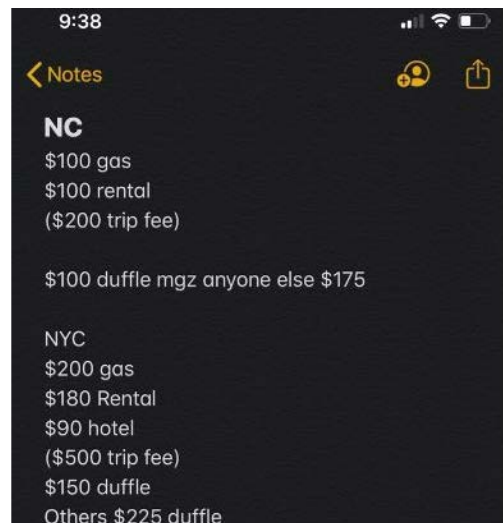 9:38
Notes
NC
$100 gas
$100 rental
($200 trip fee)
$100 duffle mgz anyone else $175
NYC
$200 gas
$180 Rental
$90 hotel
($500 trip fee)
$150 duffle
Others $225 duffle